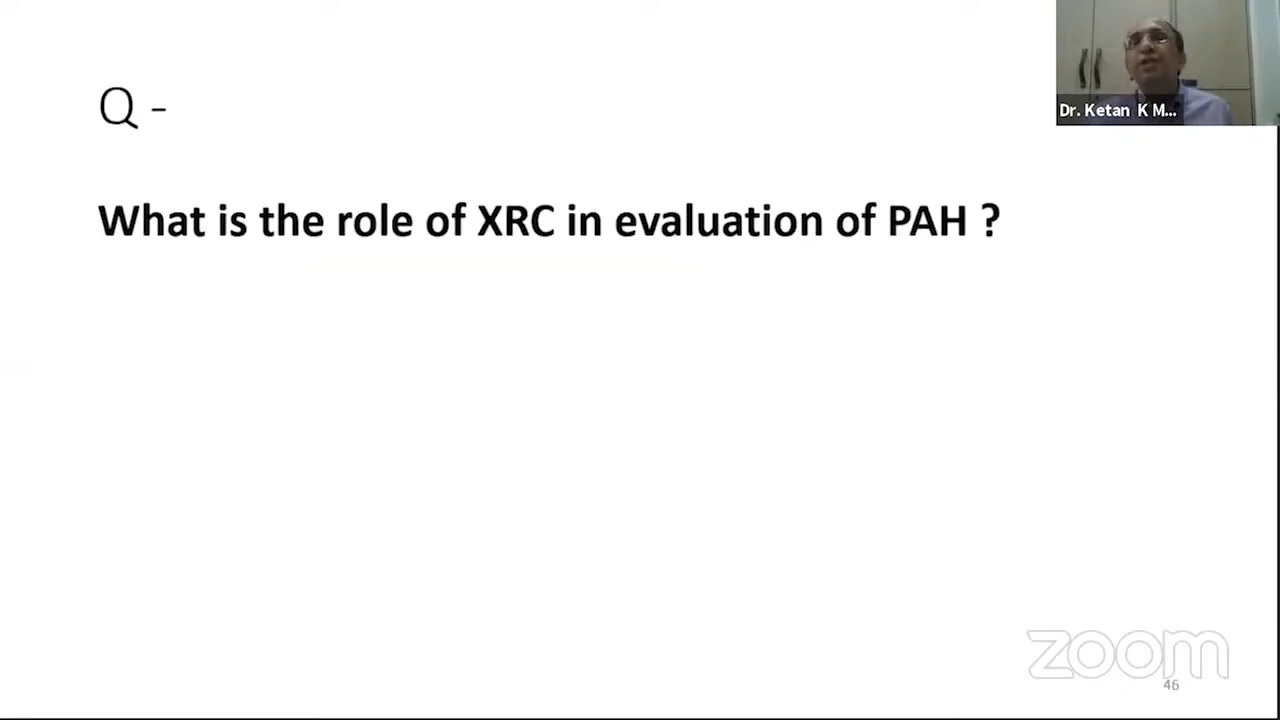 Q -
Dr. Ketan K M...
What is the role of XRC in evaluation of PAH ?
zoom
46